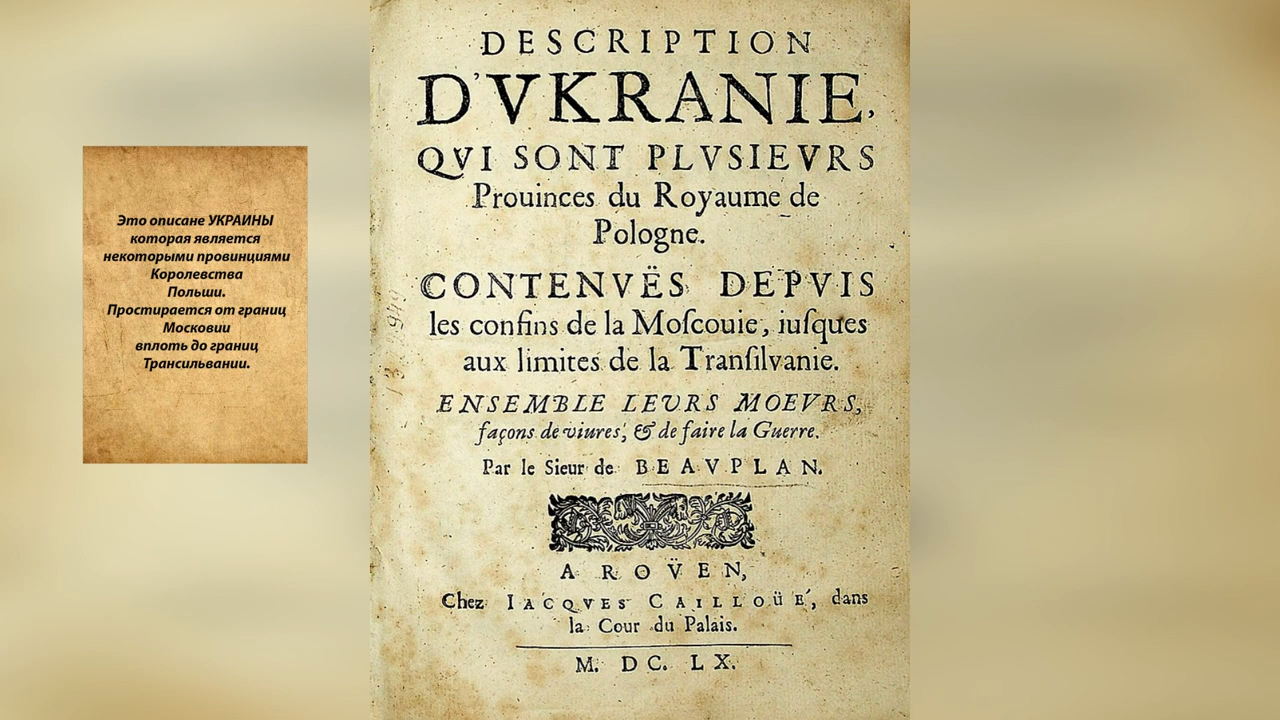 Это описане УКРАИНЫ
которая является
некоторыми провинциями
Королевства
Польши.
Простирается от границ
Московии
вплоть до границ
Трансильвании.
DESCRIPTION
D'VKRANIE,
QVI SONT PLVSIEVRS
Prouinces du Royaume de
Pologne.
CONTENVËS DEPVIS
les confins de la Moſcouie, iuſques
aux limites de la Tranſilvanie.
ENSEMBLE LEVRS MOEVRS,
façons de viures, & de faire la Guerre.
Par le Sieur de BEAVPLAN.
A ROÜEN,
Chez IACQVES CAILLOÜE', dans
la Cour du Palais.
M. DC. LX.